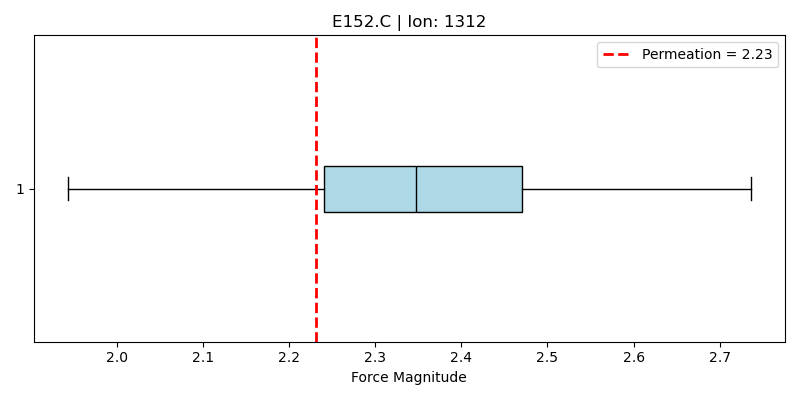 E152.C | Ion: 1312
Permeation = 2.23
1
2.0 2.1 2.2 2.3 2.4 2.5 2.6 2.7
Force Magnitude